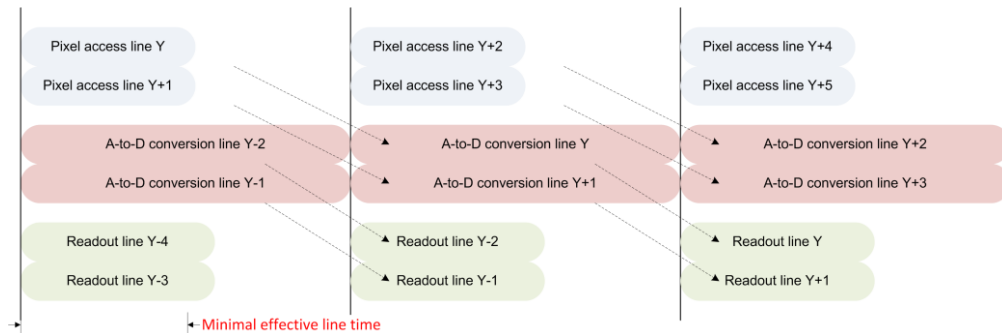 Pixel access line Y
Pixel access line Y+2
Pixel access line Y+4
Pixel access line Y+1
Pixel access line Y+3
Pixel access line Y+5
A-to-D conversion line Y-2
A-to-D conversion line Y
A-to-D conversion line Y+2
A-to-D conversion line Y-1
A-to-D conversion line Y+1
A-to-D conversion line Y+3
Readout line Y-4
Readout line Y-2
Readout line Y
Readout line Y-3
Readout line Y-1
Readout line Y+1
Minimal effective line time